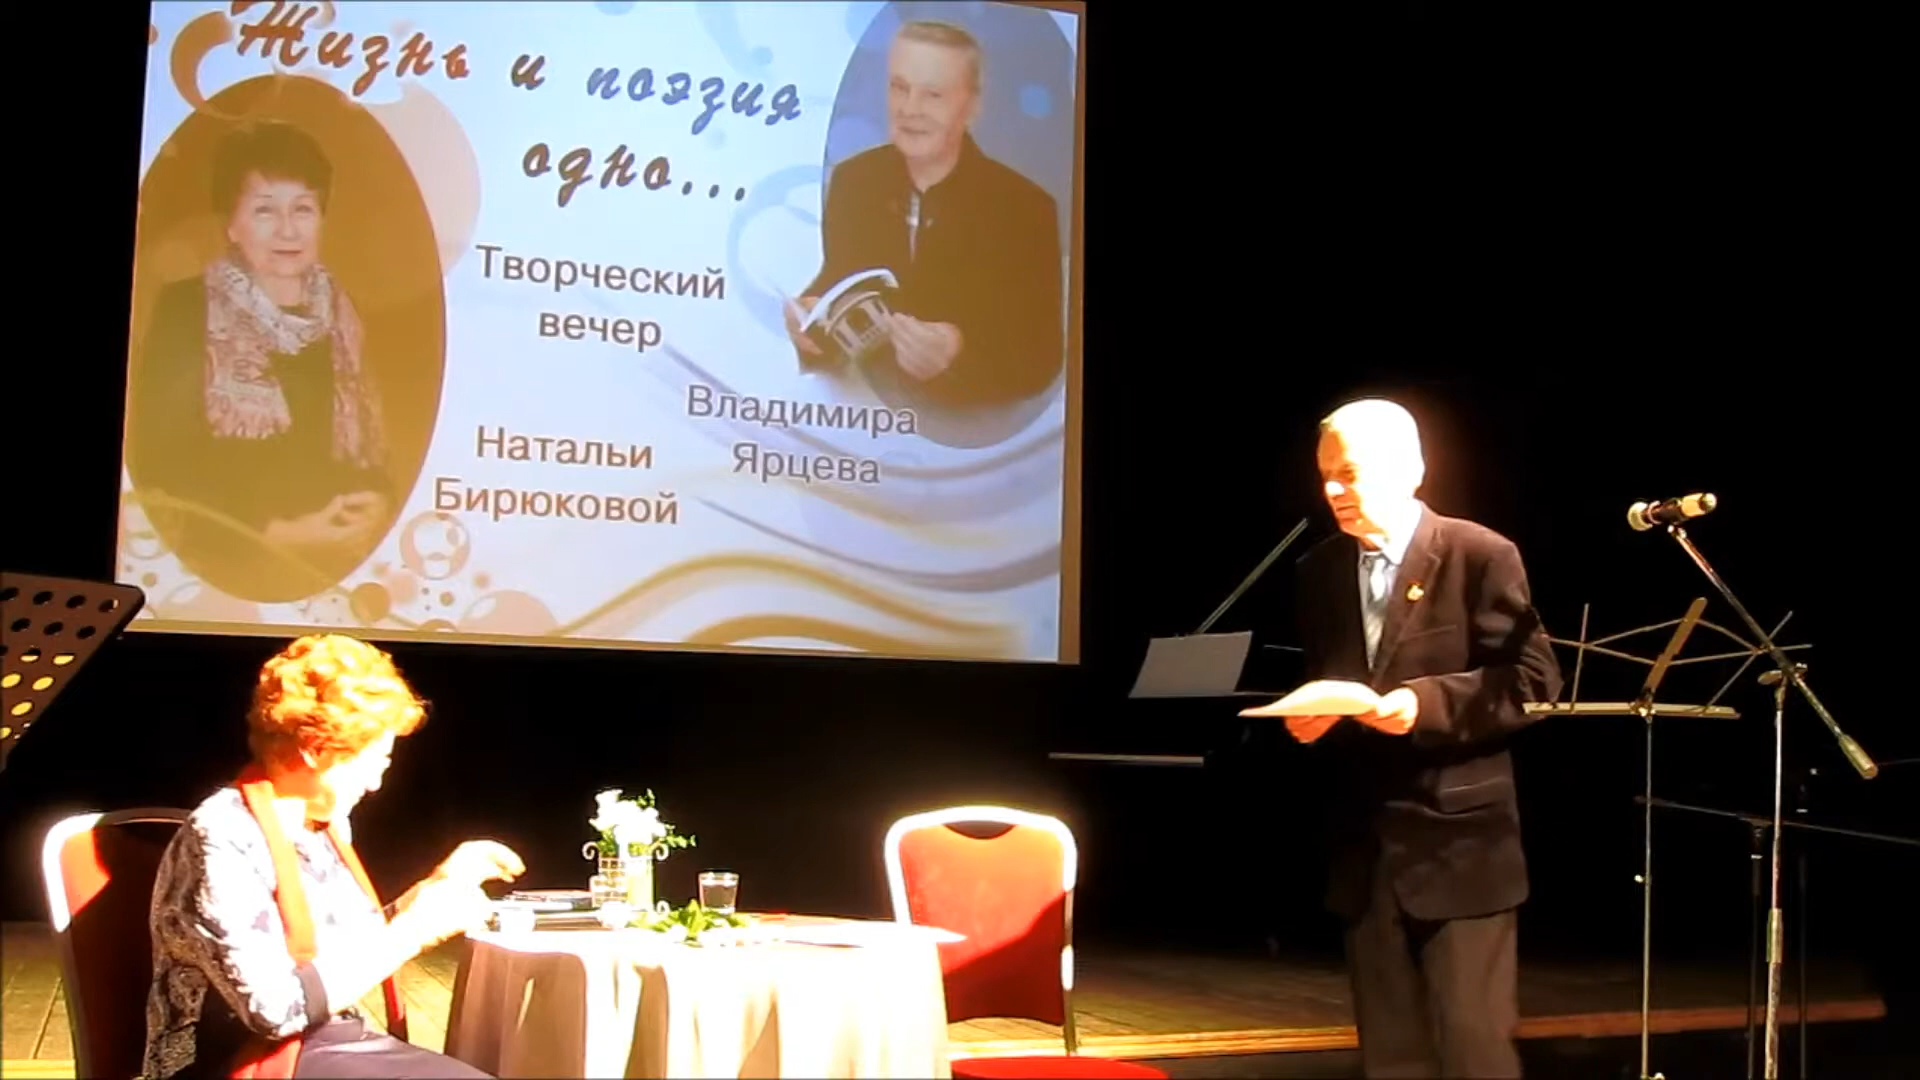 Жизнь и поэзия
одно...
Творческий
вечер
Натальи
Бирюковой
Владимира
Ярцева